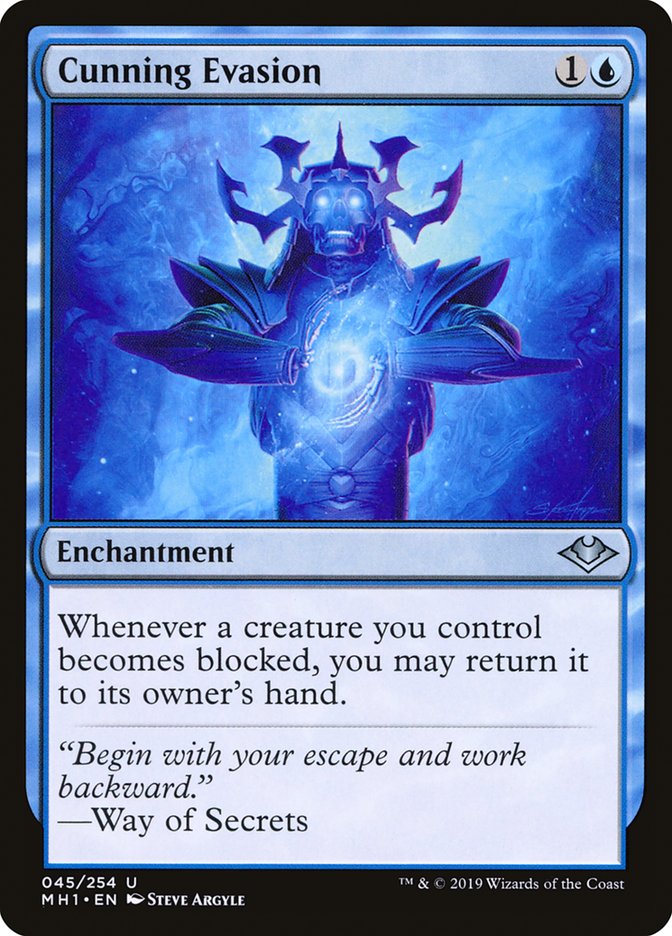 Cunning Evasion 1
Enchantment
Whenever a creature you control
becomes blocked, you may return it
to its owner's hand.
“Begin with your escape and work
backward.”
—Way of Secrets
045/254 U
MH1 • EN Steve Argyle
™ & © 2019 Wizards of the Coast